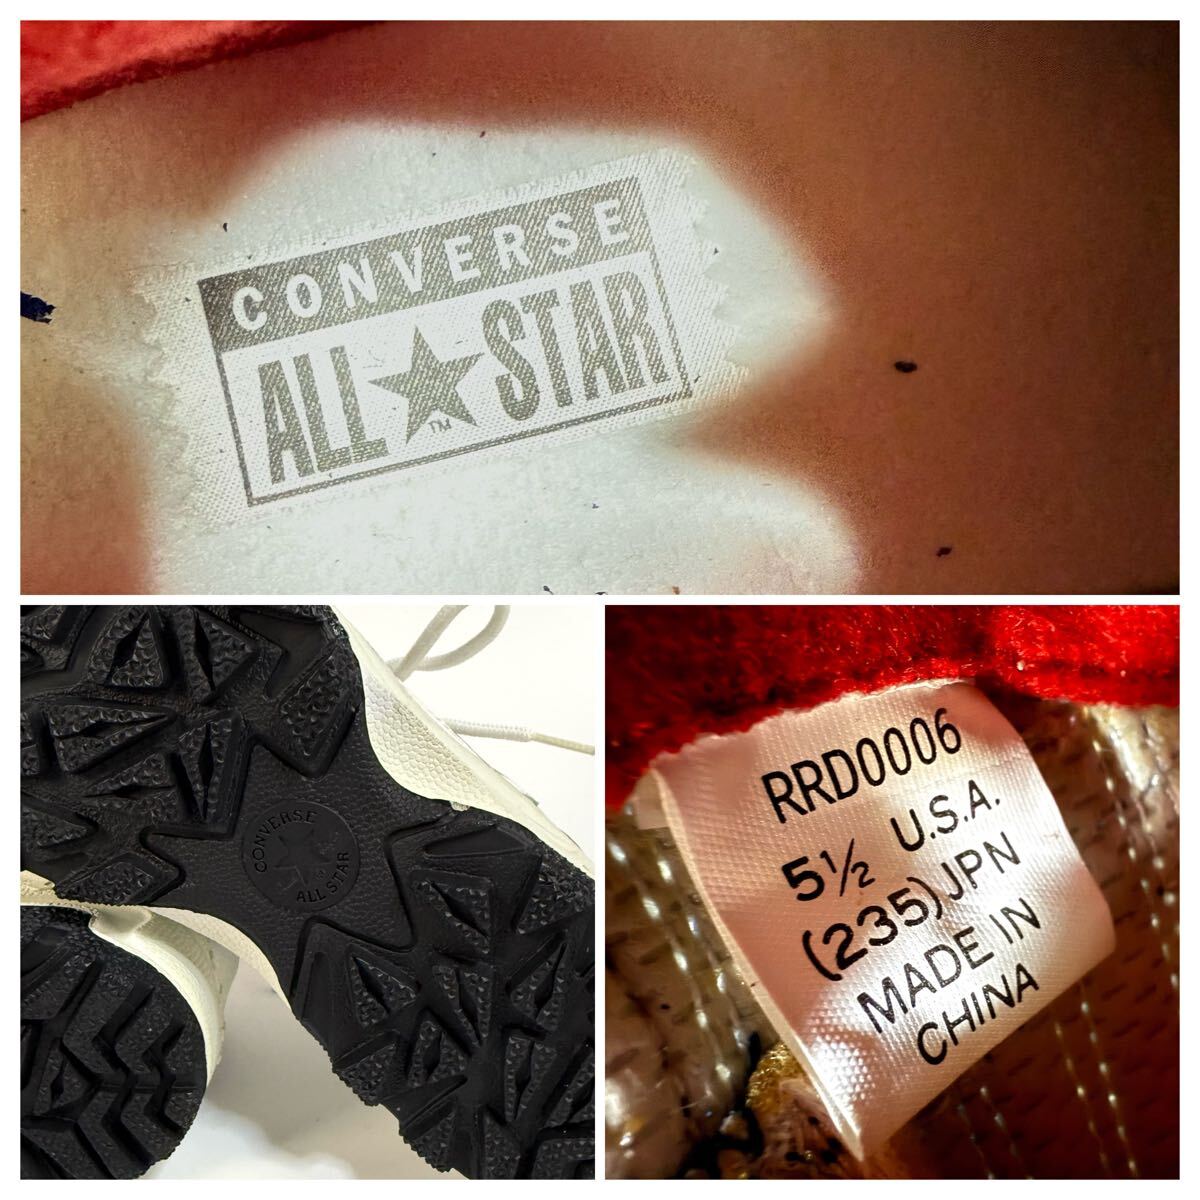 CONVERSE
ALL★STAR
™
CONVERSE
ALL STAR
RRD0006
5½ U.S.A.
(235)JPN
MADE IN
CHINA